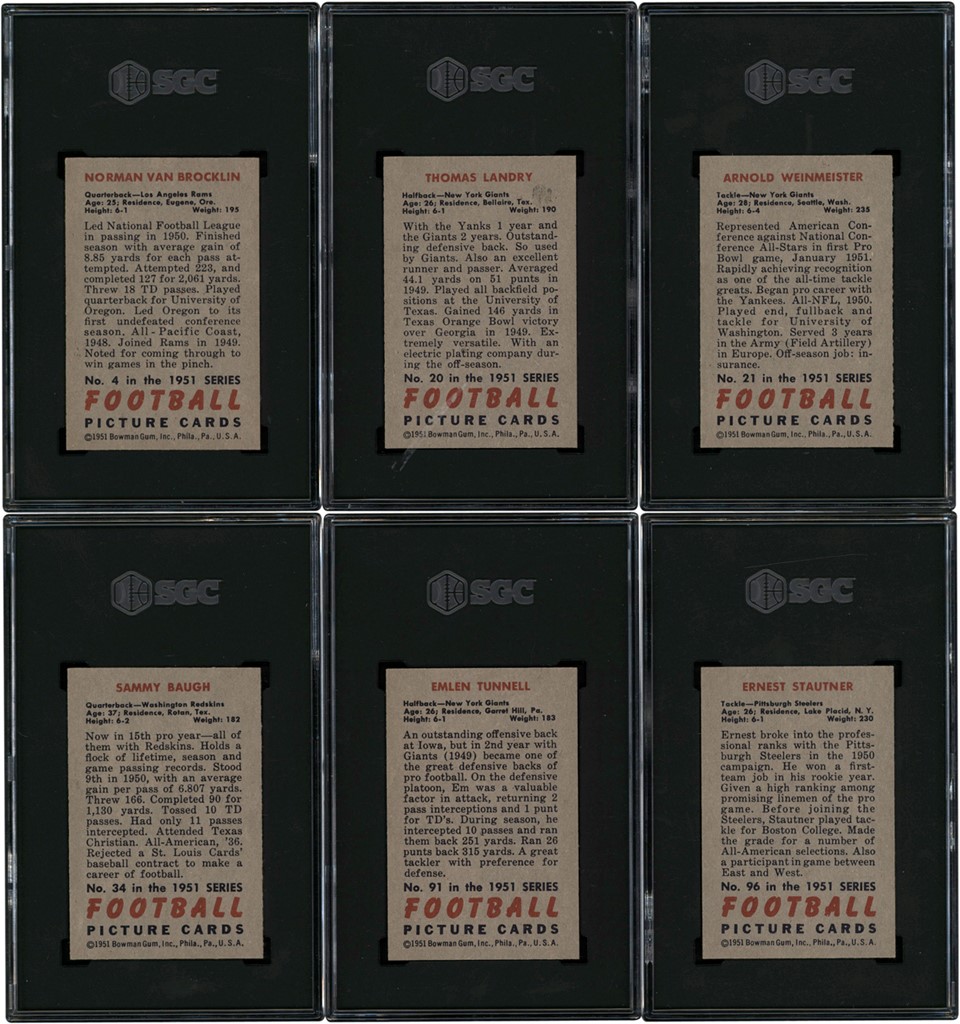 SGC
NORMAN VAN BROCKLIN
Quarterback—Los Angeles Rams
Age: 25; Residence, Eugene, Ore.
Height: 6-1 Weight: 195
Led National Football League
in passing in 1950. Finished
season with average gain of
8.85 yards for each pass at-
tempted. Attempted 223, and
completed 127 for 2,061 yards.
Threw 18 TD passes. Played
quarterback for University of
Oregon. Led Oregon to its
first undefeated conference
season. All-Pacific Coast,
1948. Joined Rams in 1949.
Noted for coming through to
win games in the pinch.
No. 4 in the 1951 SERIES
FOOTBALL
PICTURE CARDS
©1951 Bowman Gum, Inc., Phila., Pa., U.S.A.
SGC
THOMAS LANDRY
Halfback—New York Giants
Age: 26; Residence, Bellaire, Tex.
Height: 6-1 Weight: 190
With the Yanks 1 year and
the Giants 2 years. Outstand-
ing defensive back. So used
by Giants. Also an excellent
runner and passer. Averaged
44.1 yards on 51 punts in
1949. Played all backfield po-
sitions at the University of
Texas. Gained 146 yards in
Texas Orange Bowl victory
over Georgia in 1949. Ex-
tremely versatile. With an
electric plating company dur-
ing the off-season.
No. 20 in the 1951 SERIES
FOOTBALL
PICTURE CARDS
©1951 Bowman Gum, Inc., Phila., Pa., U.S.A.
SGC
ARNOLD WEINMEISTER
Tackle—New York Giants
Age: 28; Residence, Seattle, Wash.
Height: 6-4 Weight: 235
Represented American Con-
ference against National Con-
ference All-Stars in first Pro
Bowl game, January 1951.
Rapidly achieving recognition
as one of the all-time tackle
greats. Began pro career with
the Yankees. All-NFL, 1950.
Played end, fullback and
tackle for University of
Washington. Served 3 years
in the Army (Field Artillery)
in Europe. Off-season job: in-
surance.
No. 21 in the 1951 SERIES
FOOTBALL
PICTURE CARDS
©1951 Bowman Gum, Inc., Phila., Pa., U.S.A.
SGC
SAMMY BAUGH
Quarterback—Washington Redskins
Age: 37; Residence, Rotan, Tex.
Height: 6-2 Weight: 182
Now in 15th pro year—all of
them with Redskins. Holds a
flock of lifetime, season and
game passing records. Stood
9th in 1950, with an average
gain per pass of 6.807 yards.
Threw 166. Completed 90 for
1,130 yards. Tossed 10 TD
passes. Had only 11 passes
intercepted. Attended Texas
Christian. All-American, '36.
Rejected a St. Louis Cards'
baseball contract to make a
career of football.
No. 34 in the 1951 SERIES
FOOTBALL
PICTURE CARDS
©1951 Bowman Gum, Inc., Phila., Pa., U.S.A.
SGC
EMLEN TUNNELL
Halfback—New York Giants
Age: 26; Residence, Garret Hill, Pa.
Height: 6-1 Weight: 183
An outstanding offensive back
at Iowa, but in 2nd year with
Giants (1949) became one of
the great defensive backs of
pro football. On the defensive
platoon, Em was a valuable
factor in attack, returning 2
pass interceptions and 1 punt
for TD's. During season, he
intercepted 10 passes and ran
them back 251 yards. Ran 26
punts back 315 yards. A great
tackler with preference for
defense.
No. 91 in the 1951 SERIES
FOOTBALL
PICTURE CARDS
©1951 Bowman Gum, Inc., Phila., Pa., U.S.A.
SGC
ERNEST STAUTNER
Tackle—Pittsburgh Steelers
Age: 26; Residence, Lake Placid, N. Y.
Height: 6-1 Weight: 230
Ernest broke into the profes-
sional ranks with the Pitts-
burgh Steelers in the 1950
campaign. He won a first-
team job in his rookie year.
Given a high ranking among
promising linemen of the pro
game. Before joining the
Steelers, Stautner played tac-
kle for Boston College. Made
the grade for a number of
All-American selections. Also
a participant in game between
East and West.
No. 96 in the 1951 SERIES
FOOTBALL
PICTURE CARDS
©1951 Bowman Gum, Inc., Phila., Pa., U.S.A.